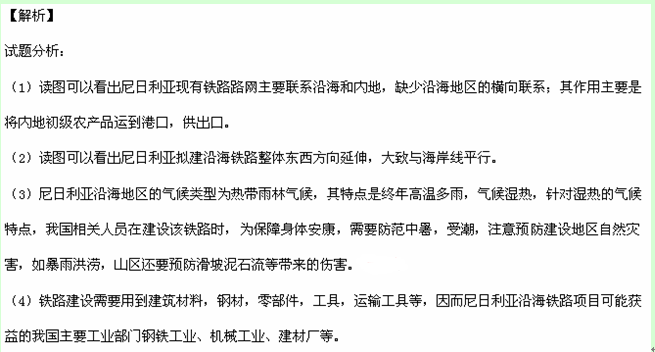 【解析】
试题分析：
（1）读图可以看出尼日利亚现有铁路路网主要联系沿海和内地，缺少沿海地区的横向联系；其作用主要是
将内地初级农产品运到港口，供出口。
（2）读图可以看出尼日利亚拟建沿海铁路整体东西方向延伸，大致与海岸线平行。
（3）尼日利亚沿海地区的气候类型为热带雨林气候，其特点是终年高温多雨，气候湿热，针对湿热的气候
特点，我国相关人员在建设该铁路时，为保障身体安康，需要防范中暑，受潮，注意预防建设地区自然灾
害，如暴雨洪涝，山区还要预防滑坡泥石流等带来的伤害。
（4）铁路建设需要用到建筑材料，钢材，零部件，工具，运输工具等，因而尼日利亚沿海铁路项目可能获
益的我国主要工业部门钢铁工业、机械工业、建材厂等。